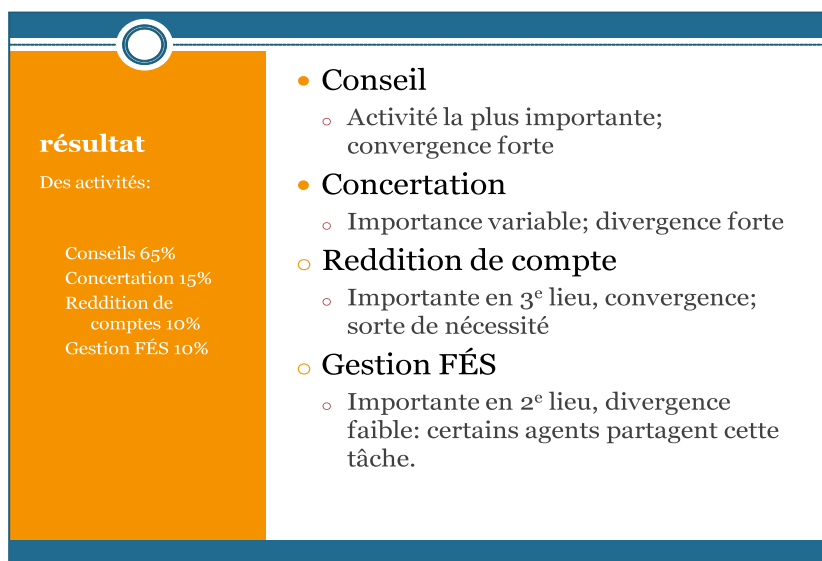 résultat
Des activités:
Conseils 65%
Concertation 15%
Reddition de
comptes 10%
Gestion FÉS 10%
Conseil
Activité la plus importante;
convergence forte
Concertation
Importance variable; divergence forte
Reddition de compte
Importante en 3e lieu, convergence;
sorte de nécessité
Gestion FÉS
Importante en 2e lieu, divergence
faible: certains agents partagent cette
tâche.